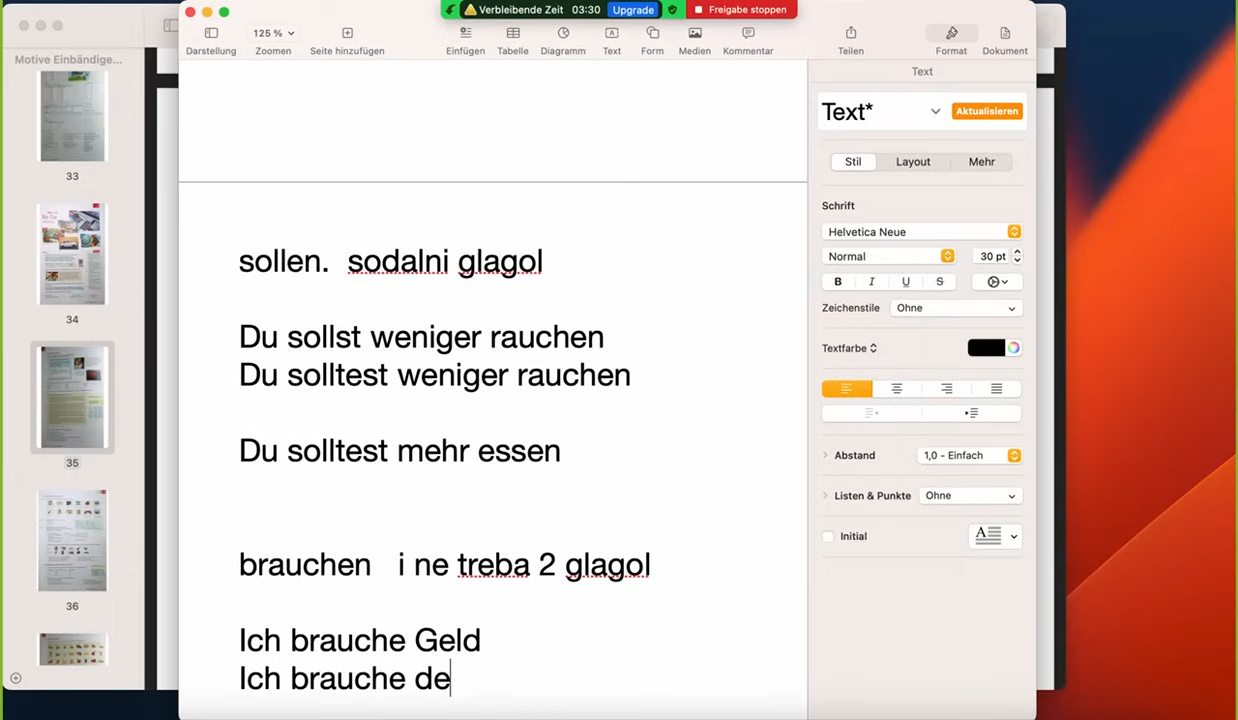 Verbleibende Zeit 03:30 Upgrade Freigabe stoppen
125 %
Darstellung Zoomen Seite hinzufügen Einfügen Tabelle Diagramm Text Form Medien Kommentar Teilen Format Dokument
Motive Einbändige...
33
34
35
36
sollen. sodalni glagol
Du sollst weniger rauchen
Du solltest weniger rauchen
Du solltest mehr essen
brauchen i ne treba 2 glagol
Ich brauche Geld
Ich brauche de
Text
Text* Aktualisieren
Stil Layout Mehr
Schrift
Helvetica Neue
Normal 30 pt
B I U S
Zeichenstile Ohne
Textfarbe
Abstand 1,0 - Einfach
Listen & Punkte Ohne
Initial A